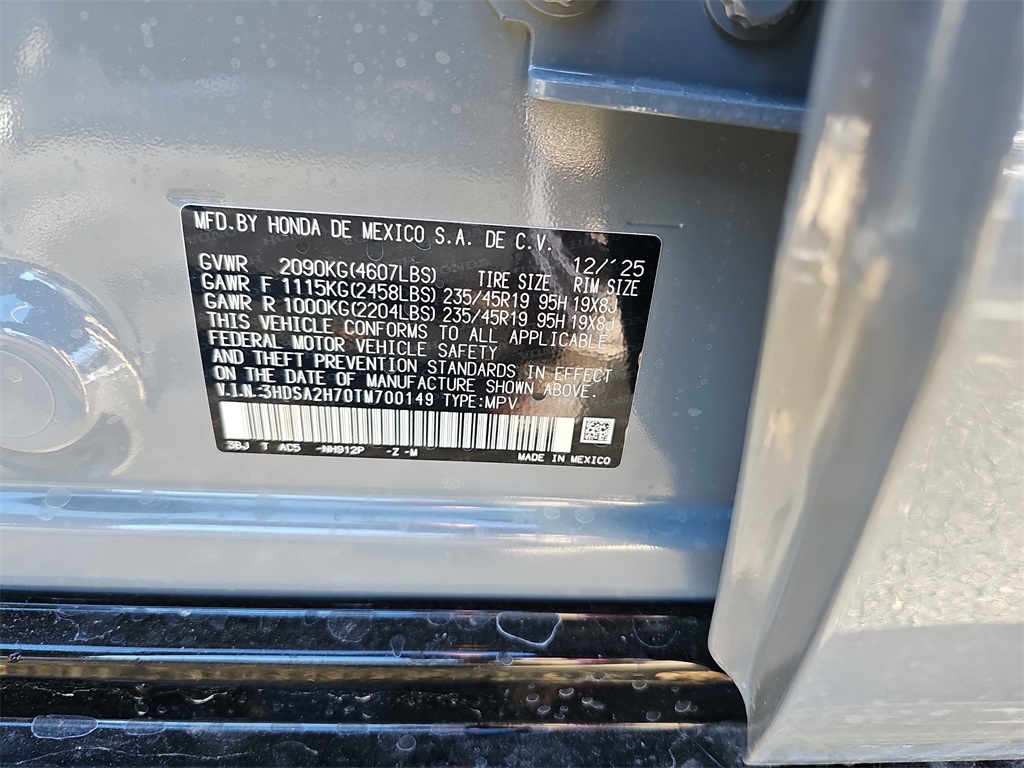 MFD.BY HONDA DE MEXICO S.A. DE C.V.
12/'25
GVWR 2090KG(4607LBS) TIRE SIZE RIM SIZE
GAWR F 1115KG(2458LBS) 235/45R19 95H 19X8J
GAWR R 1000KG(2204LBS) 235/45R19 95H 19X8J
THIS VEHICLE CONFORMS TO ALL APPLICABLE
FEDERAL MOTOR VEHICLE SAFETY
AND THEFT PREVENTION STANDARDS IN EFFECT
ON THE DATE OF MANUFACTURE SHOWN ABOVE.
V.I.N:3HDSA2H70TM700149 TYPE:MPV
3BJ T AC5 -NH912P -Z -M
MADE IN MEXICO